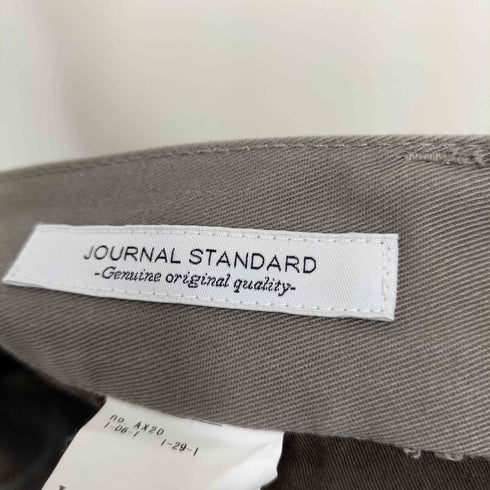 JOURNAL STANDARD
-Genuine original quality-
no AX20
1-06-1 1-29-1